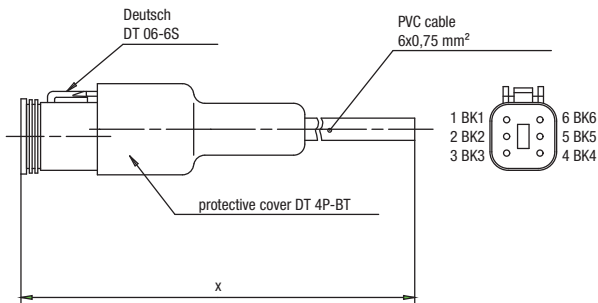 Deutsch
DT 06-6S
PVC cable
6x0,75 mm²
1 BK1
2 BK2
3 BK3
6 BK6
5 BK5
4 BK4
protective cover DT 4P-BT
x